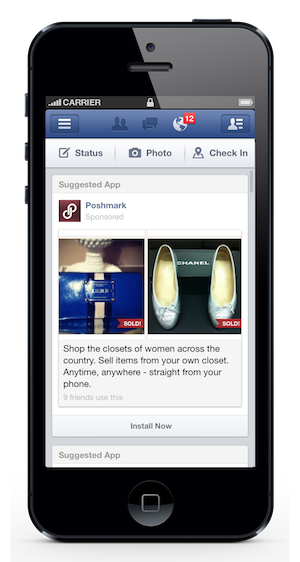 CARRIER
12
Status Photo Check In
Suggested App
Poshmark
Sponsored
CHANEL
SOLD! SOLD!
Shop the closets of women across the
country. Sell items from your own closet.
Anytime, anywhere - straight from your
phone.
9 friends use this
Install Now
Suggested App